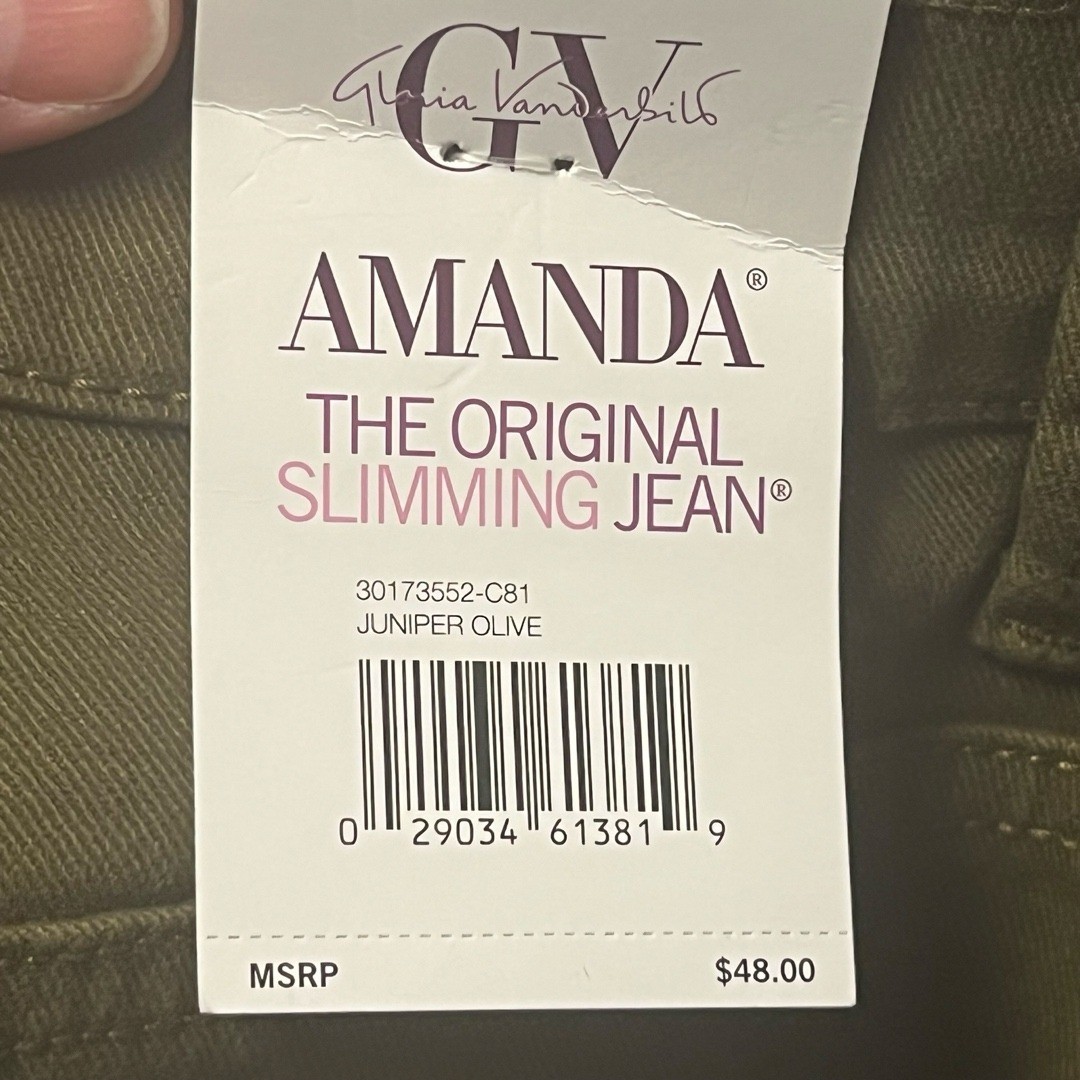 GV
Gloria Vanderbilt
AMANDA®
THE ORIGINAL
SLIMMING JEAN®
30173552-C81
JUNIPER OLIVE
0 29034 61381 9
MSRP $48.00